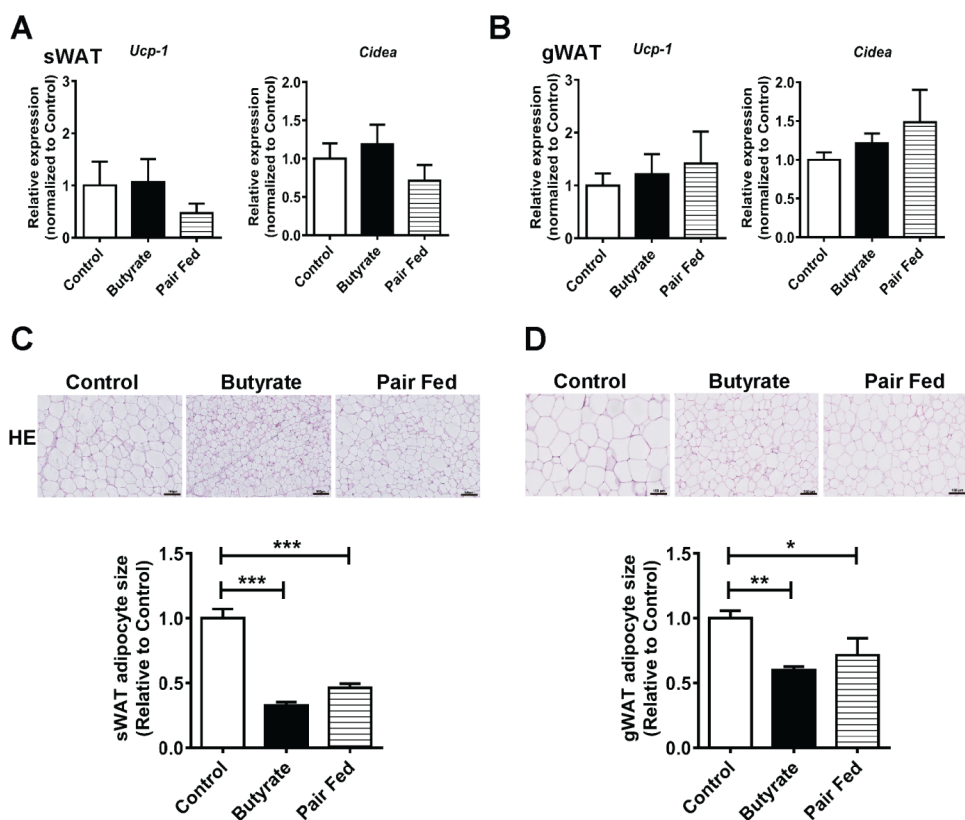 A
sWAT
Ucp-1
Relative expression
(normalized to Control)
3
2
1
0
Control
Butyrate
Pair Fed
Cidea
Relative expression
(normalized to Control)
2.0
1.5
1.0
0.5
0.0
Control
Butyrate
Pair Fed
B
gWAT
Ucp-1
Relative expression
(normalized to Control)
3
2
1
0
Control
Butyrate
Pair Fed
Cidea
Relative expression
(normalized to Control)
2.0
1.5
1.0
0.5
0.0
Control
Butyrate
Pair Fed
C
Control
Butyrate
Pair Fed
HE
sWAT adipocyte size
(Relative to Control)
1.5
1.0
0.5
0.0
***
***
Control
Butyrate
Pair Fed
D
Control
Butyrate
Pair Fed
100 µm
100 µm
100 µm
gWAT adipocyte size
(Relative to Control)
1.5
1.0
0.5
0.0
*
**
Control
Butyrate
Pair Fed